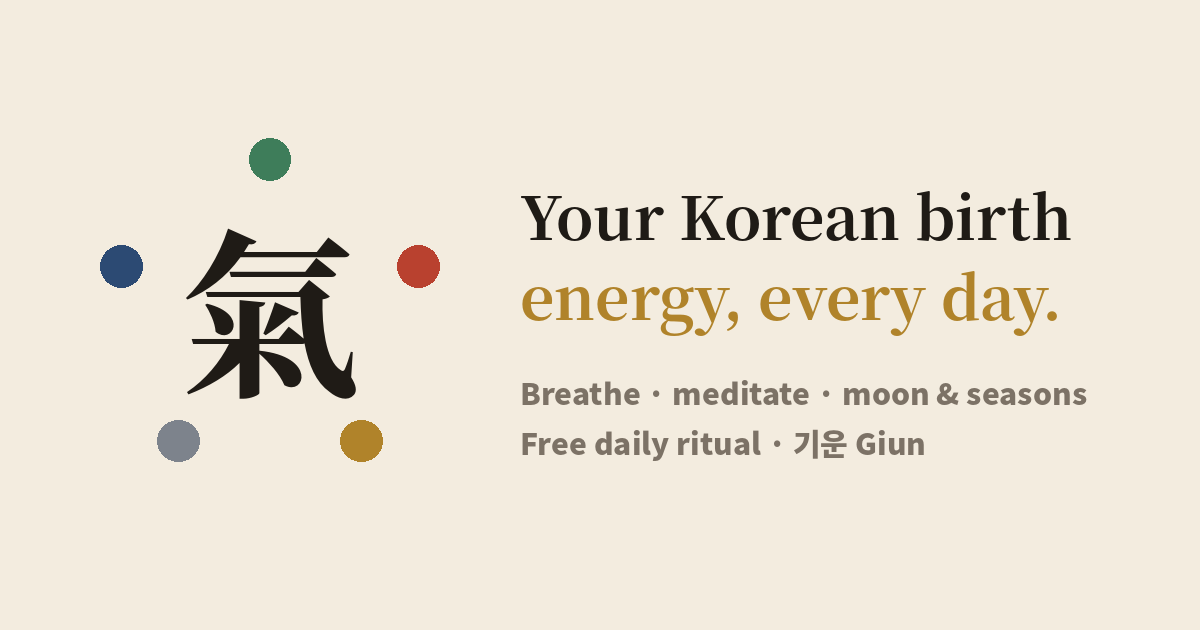 氣
Your Korean birth
energy, every day.
Breathe · meditate · moon & seasons
Free daily ritual · 기운 Giun